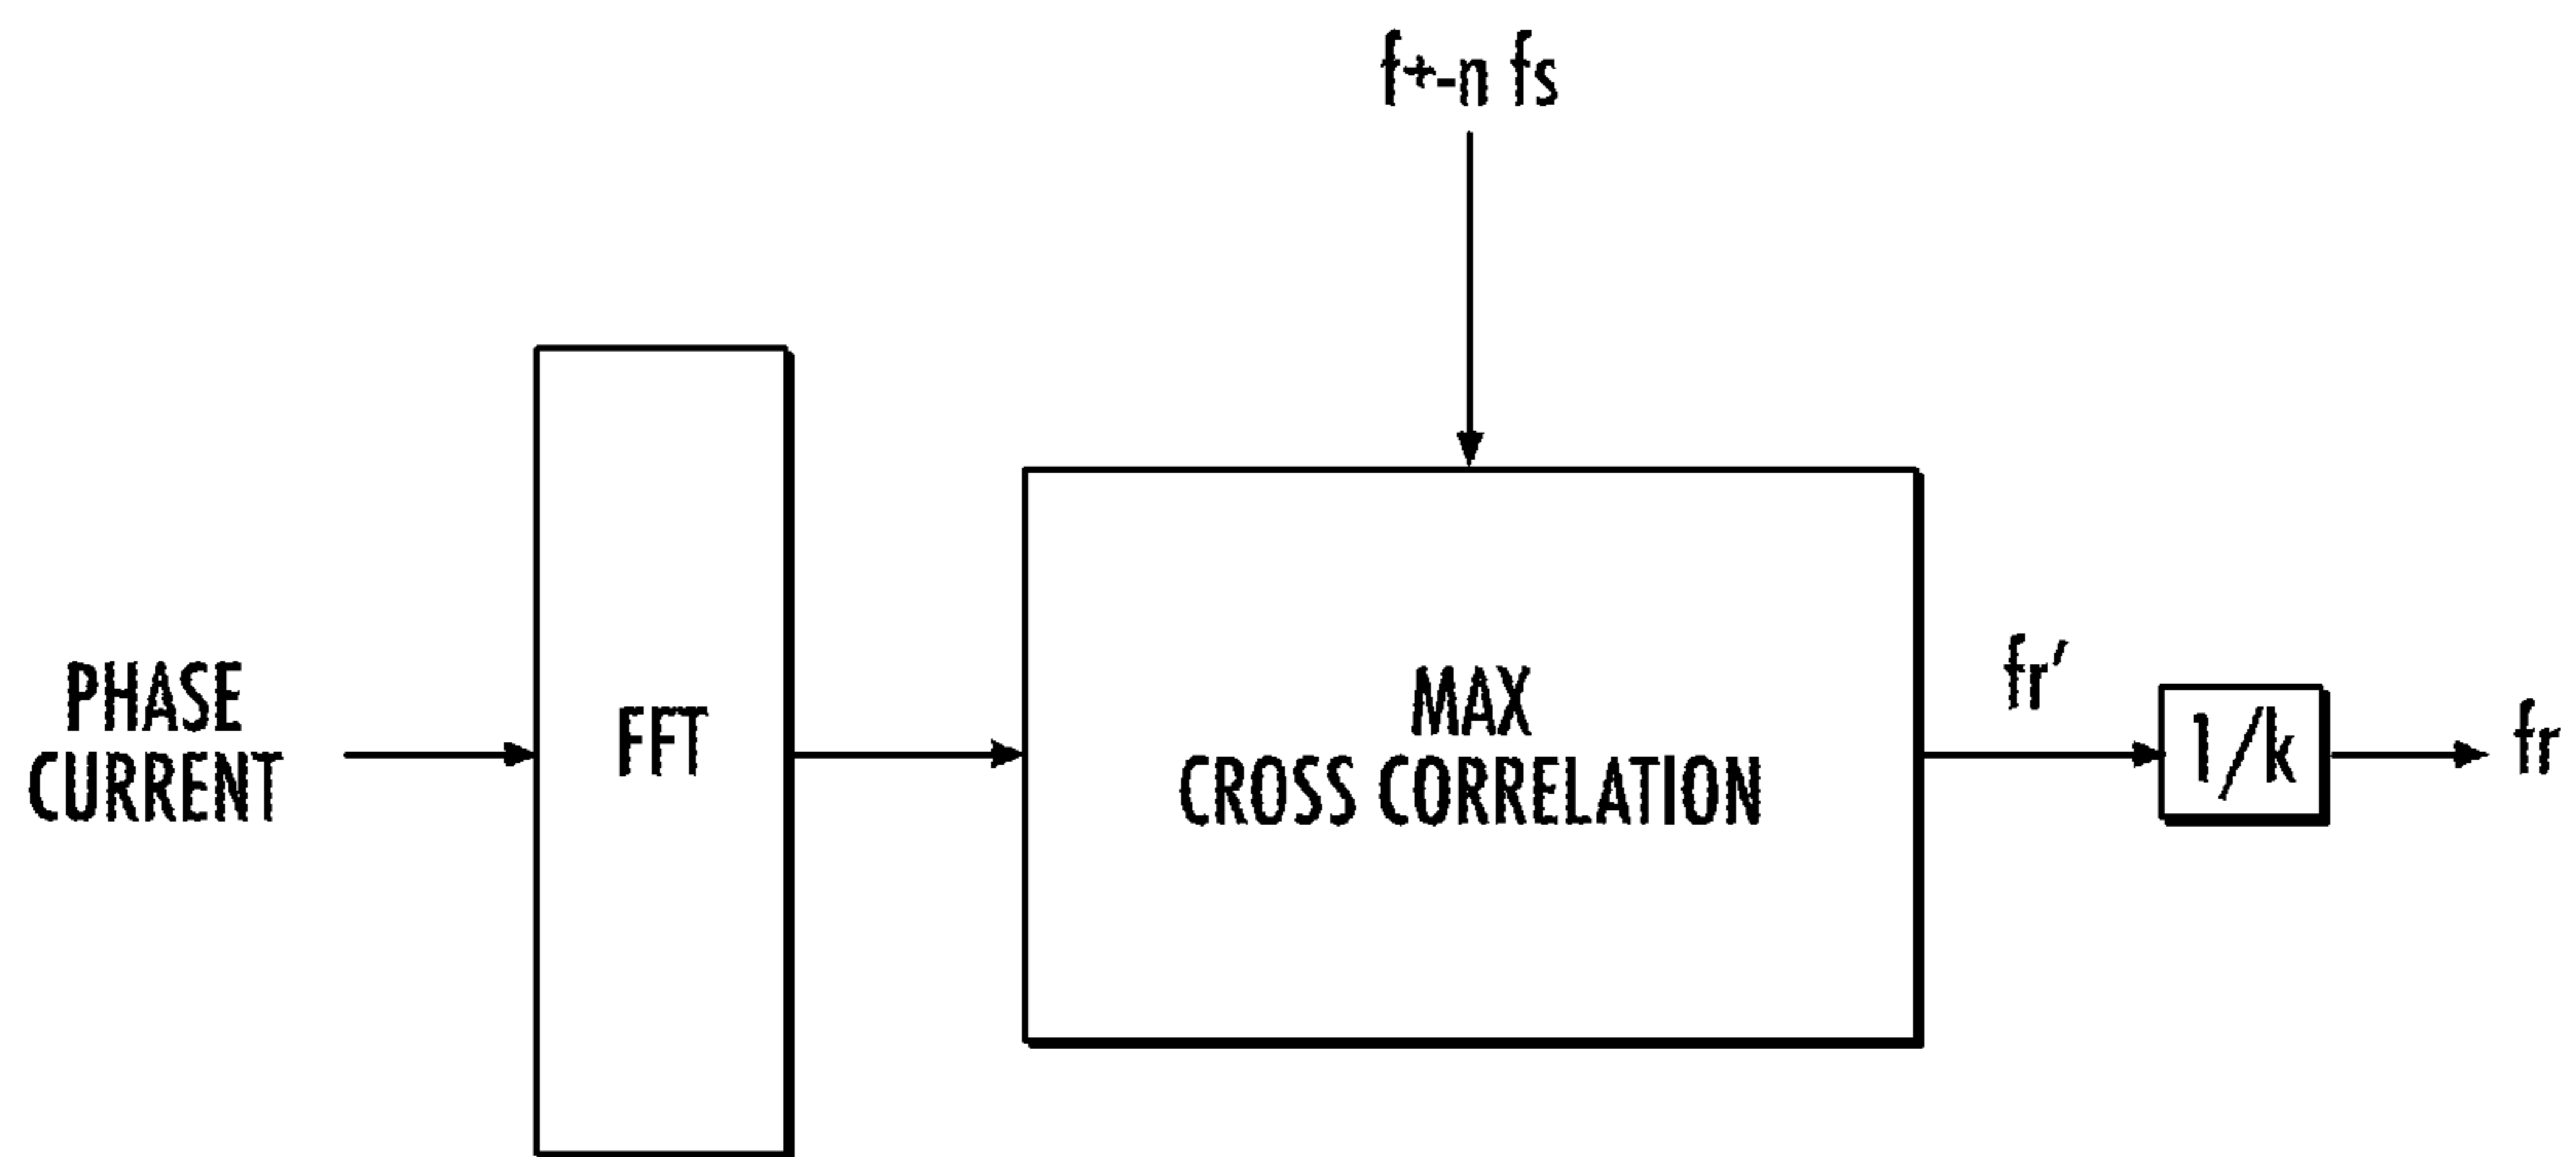 f+-n fs
PHASE
CURRENT
FFT
MAX
CROSS CORRELATION
fr'
1/k
fr